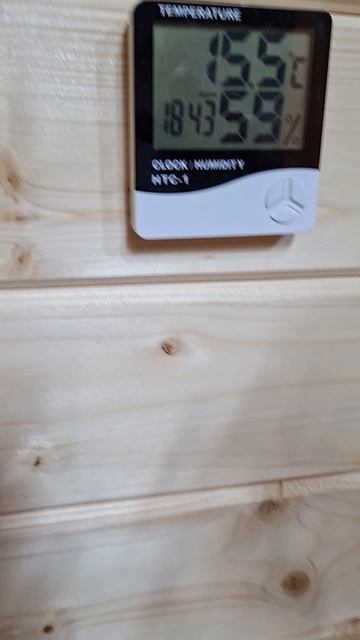 TEMPERATURE
15.5°C
18:43 59%
CLOCK / HUMIDITY
HTC-1